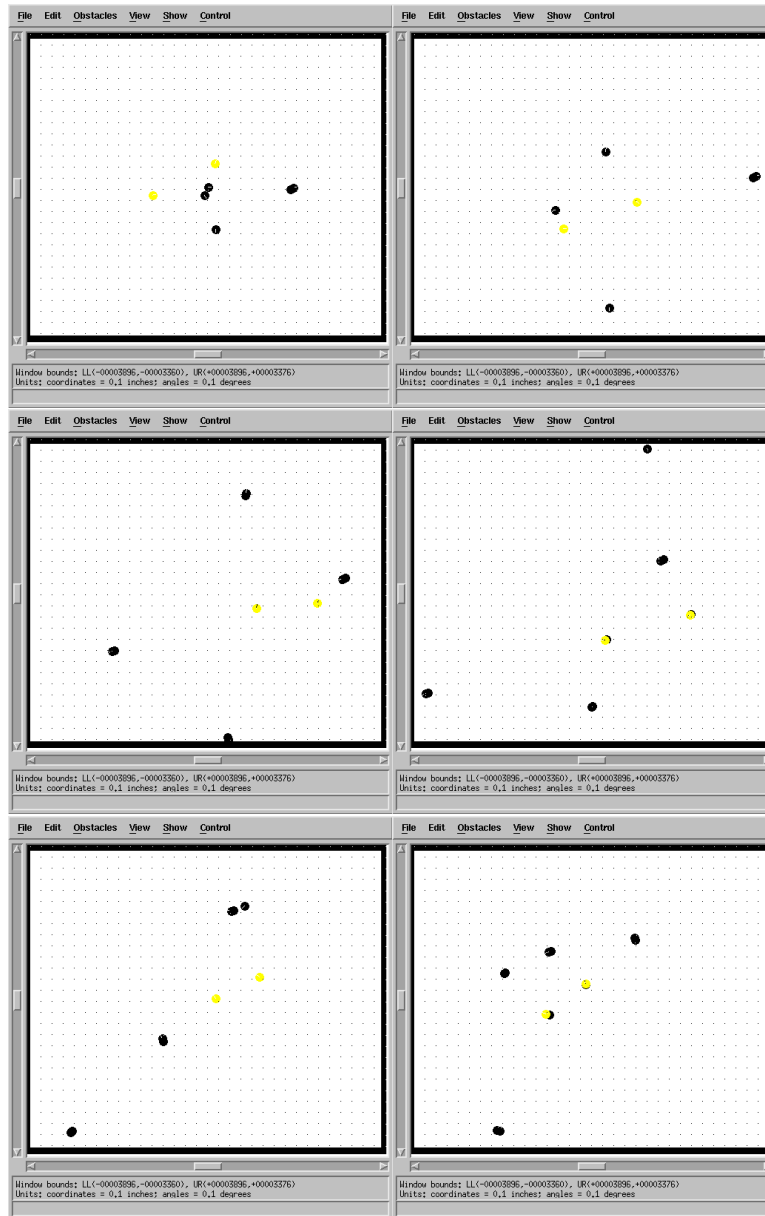 File Edit Obstacles View Show Control
File Edit Obstacles View Show Control
Window bounds: LL(-00003896,-00003360), UR(+00003896,+00003376)
Units: coordinates = 0.1 inches; angles = 0.1 degrees
Window bounds: LL(-00003896,-00003360), UR(+00003896,+00003376)
Units: coordinates = 0.1 inches; angles = 0.1 degrees
File Edit Obstacles View Show Control
File Edit Obstacles View Show Control
Window bounds: LL(-00003896,-00003360), UR(+00003896,+00003376)
Units: coordinates = 0.1 inches; angles = 0.1 degrees
Window bounds: LL(-00003896,-00003360), UR(+00003896,+00003376)
Units: coordinates = 0.1 inches; angles = 0.1 degrees
File Edit Obstacles View Show Control
File Edit Obstacles View Show Control
Window bounds: LL(-00003896,-00003360), UR(+00003896,+00003376)
Units: coordinates = 0.1 inches; angles = 0.1 degrees
Window bounds: LL(-00003896,-00003360), UR(+00003896,+00003376)
Units: coordinates = 0.1 inches; angles = 0.1 degrees